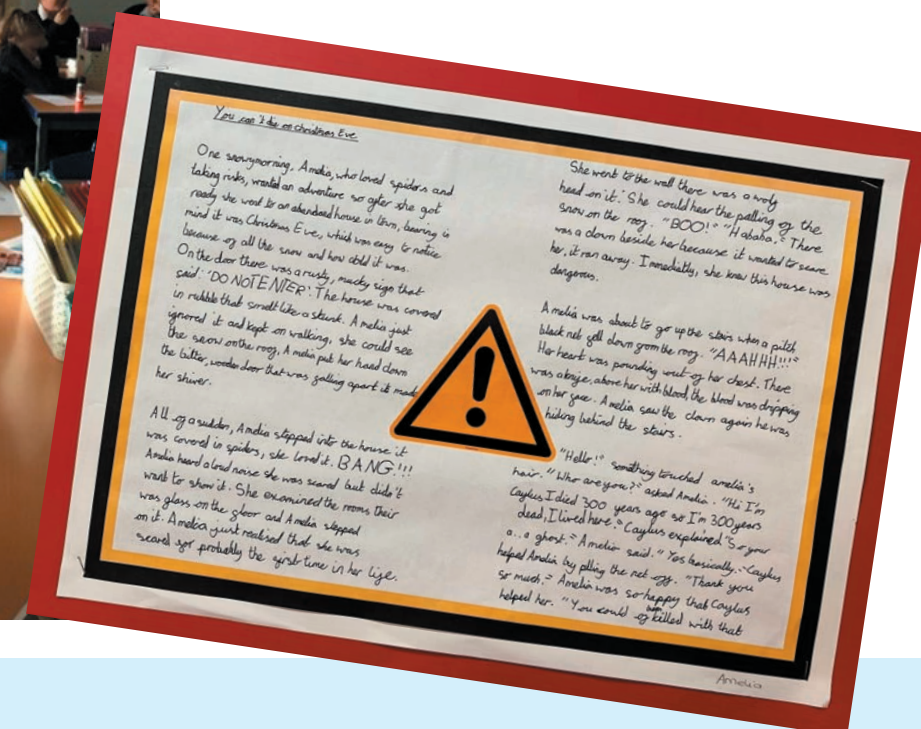 You can't die on Christmas Eve
One snowymorning, Amelia, who loved spiders and
taking risks, wanted an adventure so after she got
ready she went to an abandoned house in town, bearing in
mind it was Christmas Eve, which was easy to notice
because of all the snow and how cold it was.
On the door there was a rusty, mucky sign that
said: 'DO NOT ENTER'. The house was covered
in rubble that smelt like a skunk. Amelia just
ignored it and kept on walking, she could see
the snow on the roof, Amelia put her hand down
the bitter, wooden door that was falling apart it made
her shiver.
All of a sudden, Amelia stepped into the house it
was covered in spiders, she loved it. BANG!!!
Amelia heard a loud noise she was scared but didn't
want to show it. She examined the rooms their
was glass on the floor and Amelia stepped
on it. Amelia just realised that she was
scared for probably the first time in her life.
She went to the wall there was a wolf
head on it. She could hear the falling of the
snow on the roof. "BOO!" "Hahaha." There
was a clown beside her because it wanted to scare
her, it ran away. Immediatly, she knew this house was
dangerous.
Amelia was about to go up the stairs when a pitch
black net fell down from the roof. "AAAHHH!!!"
Her heart was pounding out of her chest. There
was a knife, above her with blood, the blood was dripping
on her face. Amelia saw the clown again he was
hiding behind the stairs.
"Hello!" something touched amelia's
hair. "Who are you?" asked Amelia. "Hi I'm
Caylus I died 300 years ago so I'm 300 years
dead, I lived here." Caylus explained "So your
a..a ghost." Amelia said. "Yes basically." Caylus
helped Amelia by plling the net off. "Thank you
so much." Amelia was so happy that Caylus
helped her. "You could of been killed with that
Amelia